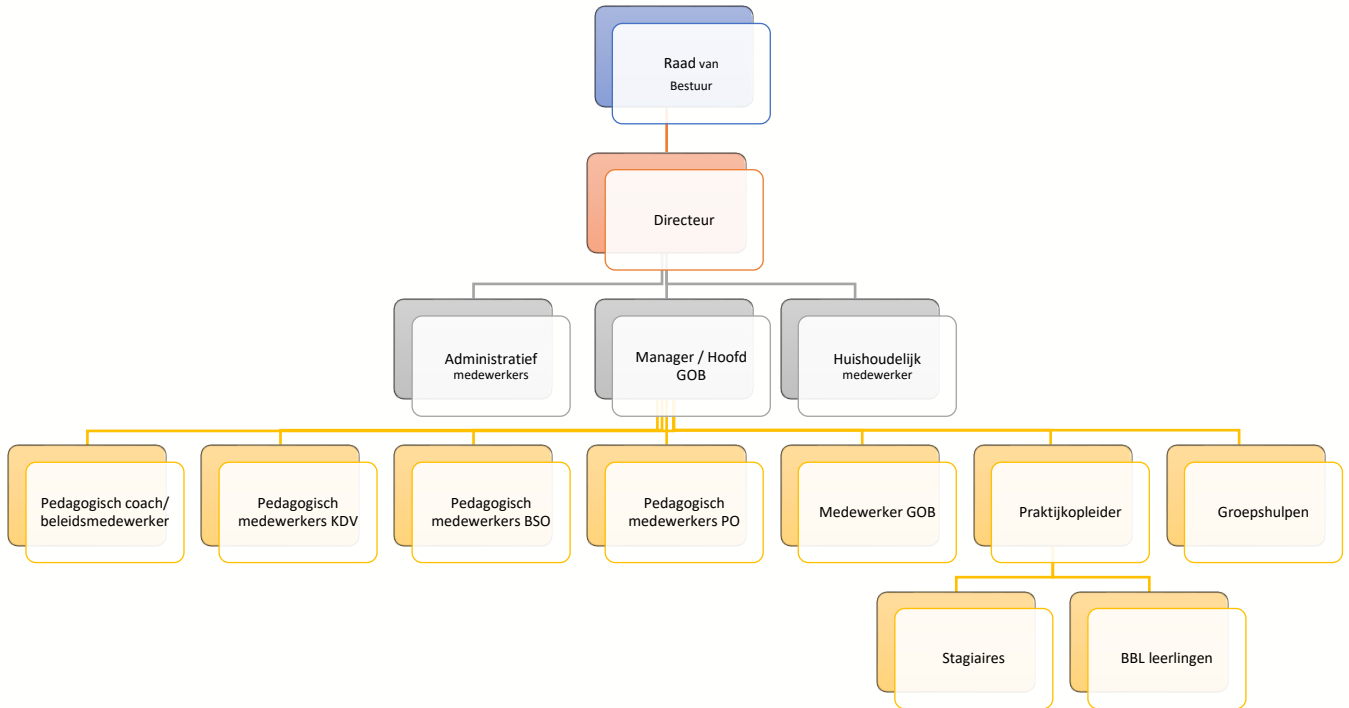 Raad van
Bestuur
Directeur
Administratief
medewerkers
Manager / Hoofd
GOB
Huishoudelijk
medewerker
Pedagogisch coach/
beleidsmedewerker
Pedagogisch
medewerkers KDV
Pedagogisch
medewerkers BSO
Pedagogisch
medewerkers PO
Medewerker GOB
Praktijkopleider
Groepshulpen
Stagiaires
BBL leerlingen